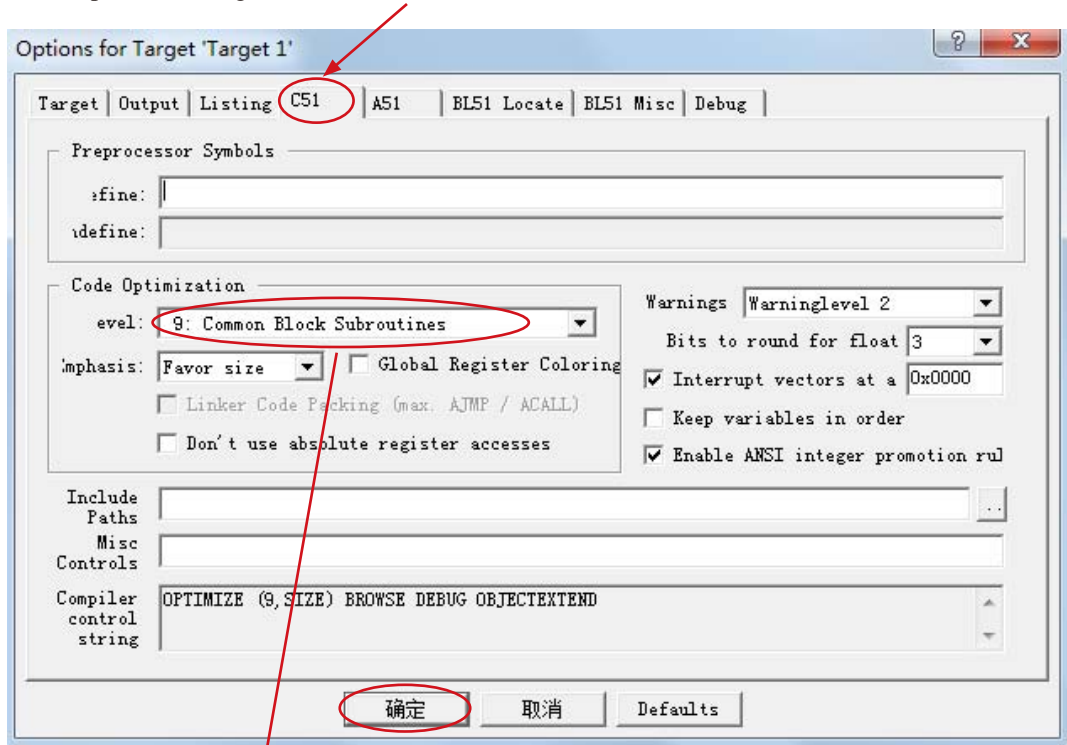 Options for Target 'Target 1'
Target Output Listing C51 A51 BL51 Locate BL51 Misc Debug
Preprocessor Symbols
efine:
define:
Code Optimization
evel: 9: Common Block Subroutines
Warnings Warninglevel 2
Bits to round for float 3
mphasis: Favor size Global Register Coloring
Interrupt vectors at a 0x0000
Linker Code Packing (max. AJMP / ACALL)
Keep variables in order
Don't use absolute register accesses
Enable ANSI integer promotion rul
Include
Paths
..
Misc
Controls
Compiler
control
string
OPTIMIZE (9,SIZE) BROWSE DEBUG OBJECTEXTEND
确定 取消 Defaults